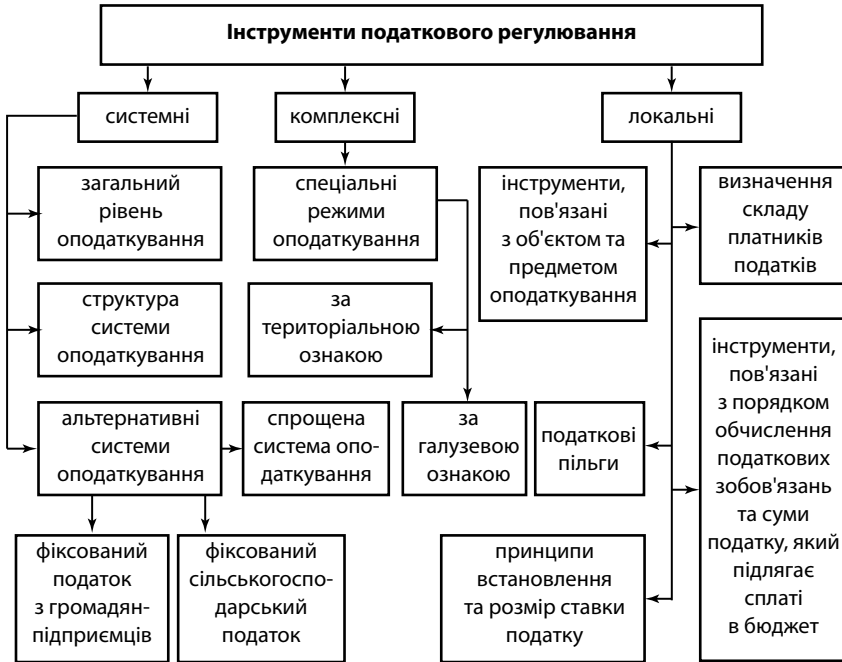 Інструменти податкового регулювання
системні
комплексні
локальні
загальний
рівень
оподаткування
спеціальні
режими
оподаткування
інструменти,
пов'язані
з об'єктом та
предметом
оподаткування
визначення
складу
платників
податків
структура
системи
оподаткування
за
територіальною
ознакою
інструменти,
пов'язані
з порядком
обчислення
податкових
зобов'язань
та суми
податку, який
підлягає
сплаті
в бюджет
альтернативні
системи
оподаткування
спрощена
система опо-
даткування
за
галузевою
ознакою
податкові
пільги
фіксований
податок
з громадян-
підприємців
фіксований
сільськогоспо-
дарський
податок
принципи
встановлення
та розмір ставки
податку